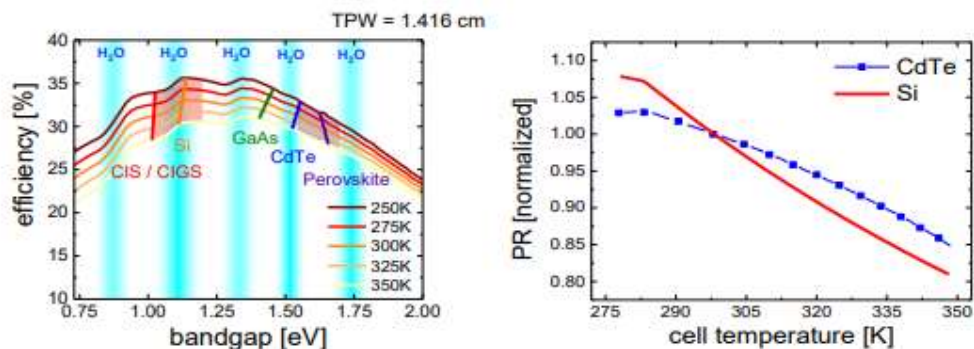 TPW = 1.416 cm
H₂O H₂O H₂O H₂O H₂O
40
35
30
25
20
15
10
efficiency [%]
Si
GaAs
CdTe
CIS / CIGS
Perovskite
250K
275K
300K
325K
350K
0.75 1.00 1.25 1.50 1.75 2.00
bandgap [eV]
CdTe
Si
1.10
1.05
1.00
0.95
0.90
0.85
0.80
PR [normalized]
275 290 305 320 335 350
cell temperature [K]